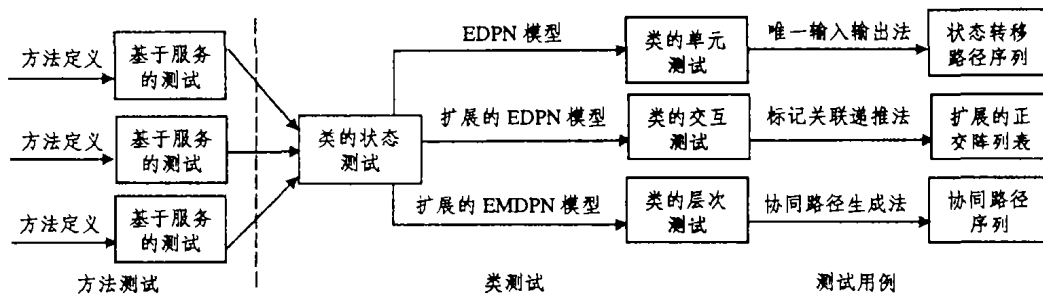 方法定义
基于服务
的测试
方法定义
基于服务
的测试
方法定义
基于服务
的测试
类的状态
测试
EDPN 模型
类的单元
测试
唯一输入输出法
状态转移
路径序列
扩展的 EDPN 模型
类的交互
测试
标记关联递推法
扩展的正
交阵列表
扩展的 EMDPN 模型
类的层次
测试
协同路径生成法
协同路径
序列
方法测试
类测试
测试用例